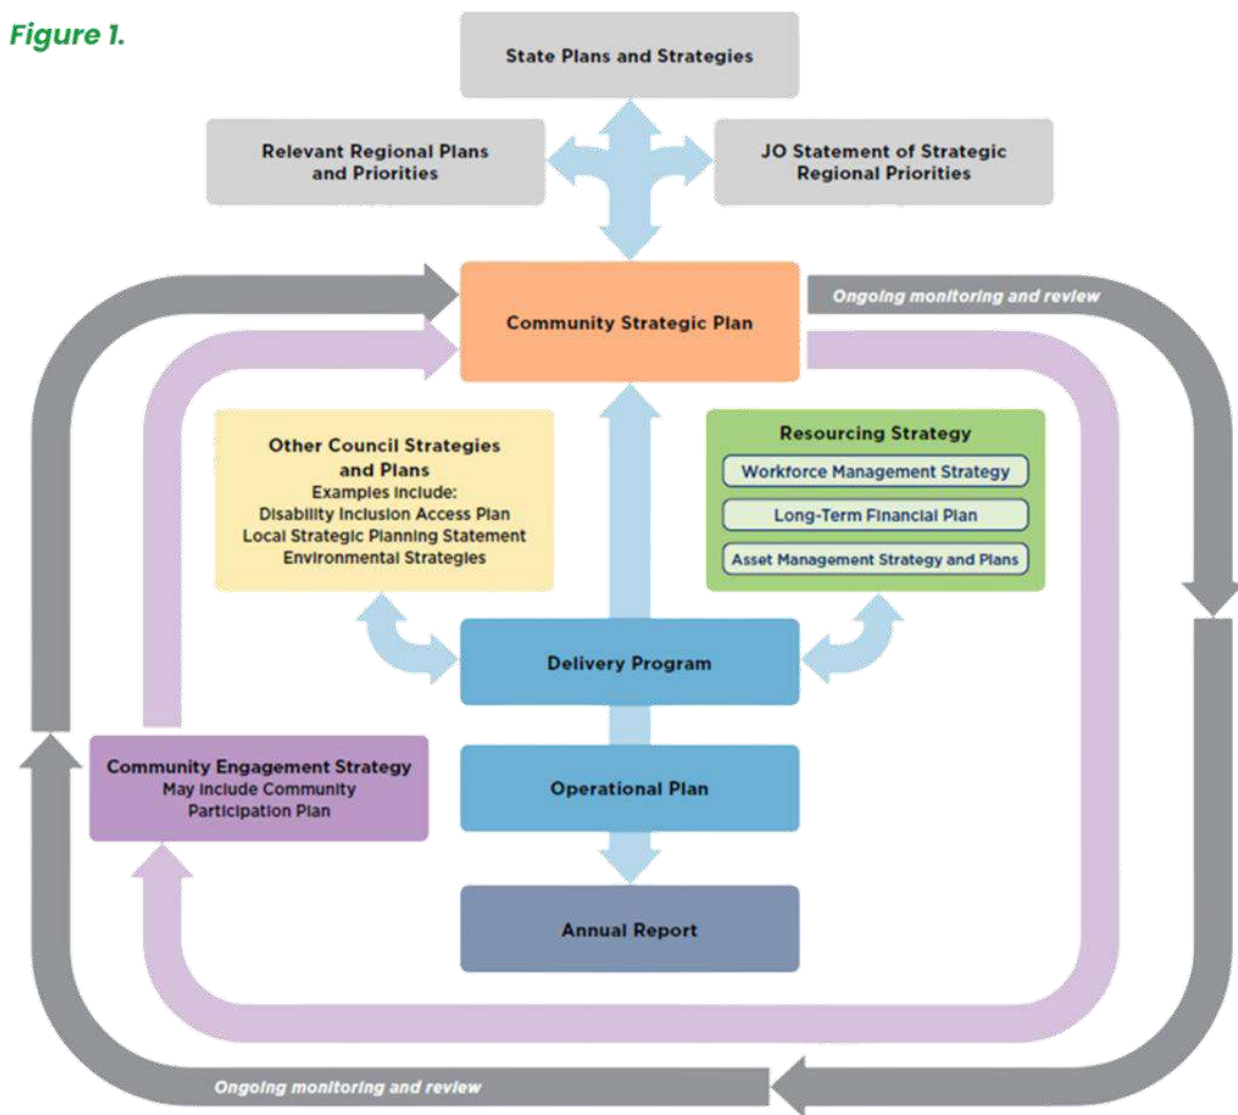 Figure 1.
State Plans and Strategies
Relevant Regional Plans
and Priorities
JO Statement of Strategic
Regional Priorities
Community Strategic Plan
Ongoing monitoring and review
Other Council Strategies
and Plans
Examples include:
Disability Inclusion Access Plan
Local Strategic Planning Statement
Environmental Strategies
Resourcing Strategy
Workforce Management Strategy
Long-Term Financial Plan
Asset Management Strategy and Plans
Delivery Program
Community Engagement Strategy
May include Community
Participation Plan
Operational Plan
Annual Report
Ongoing monitoring and review